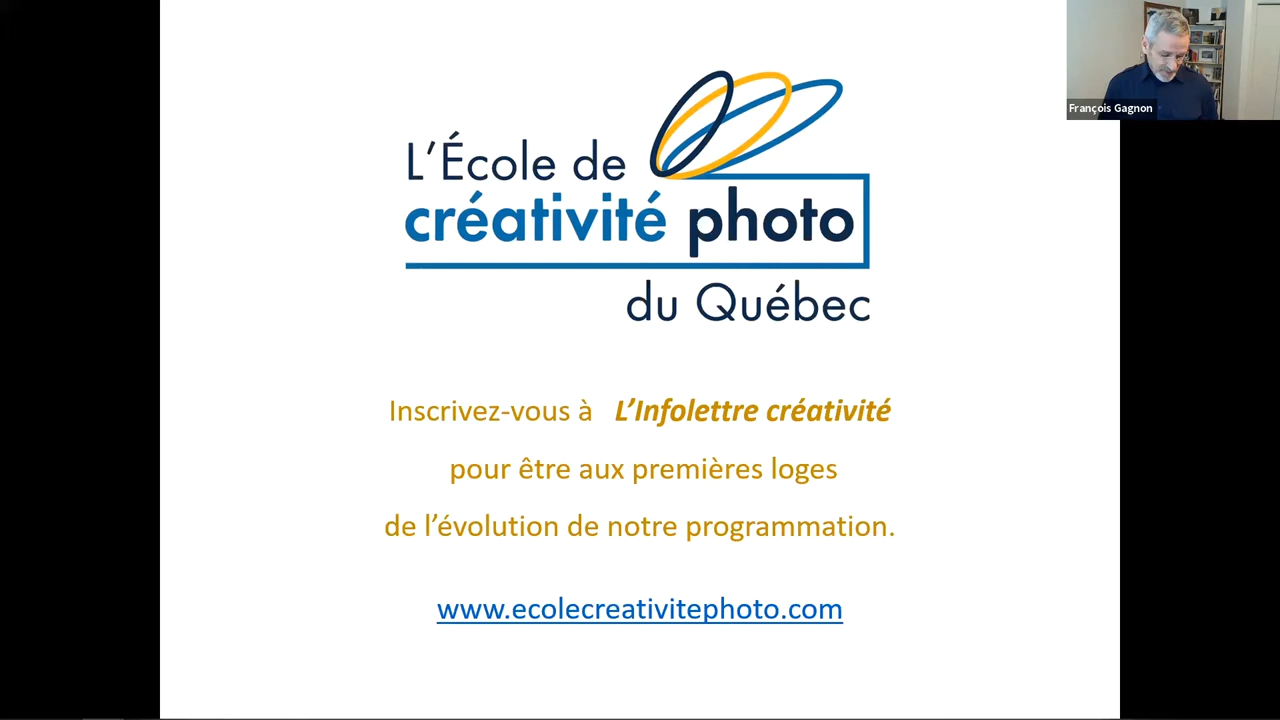 L'École de
créativité photo
du Québec
Inscrivez-vous à L'Infolettre créativité
pour être aux premières loges
de l'évolution de notre programmation.
www.ecolecreativitephoto.com
François Gagnon